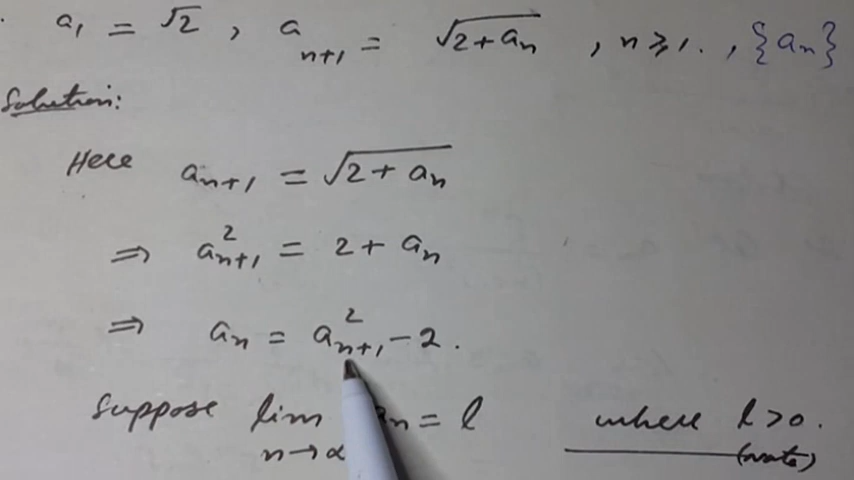 a₁ = √2 , aₙ₊₁ = √(2+aₙ) , n ≥ 1. , {aₙ}
Solution:
Here aₙ₊₁ = √(2 + aₙ)
⇒ a²ₙ₊₁ = 2 + aₙ
⇒ aₙ = a²ₙ₊₁ - 2 .
Suppose lim aₙ = l where l > 0.
n→∞ (note)